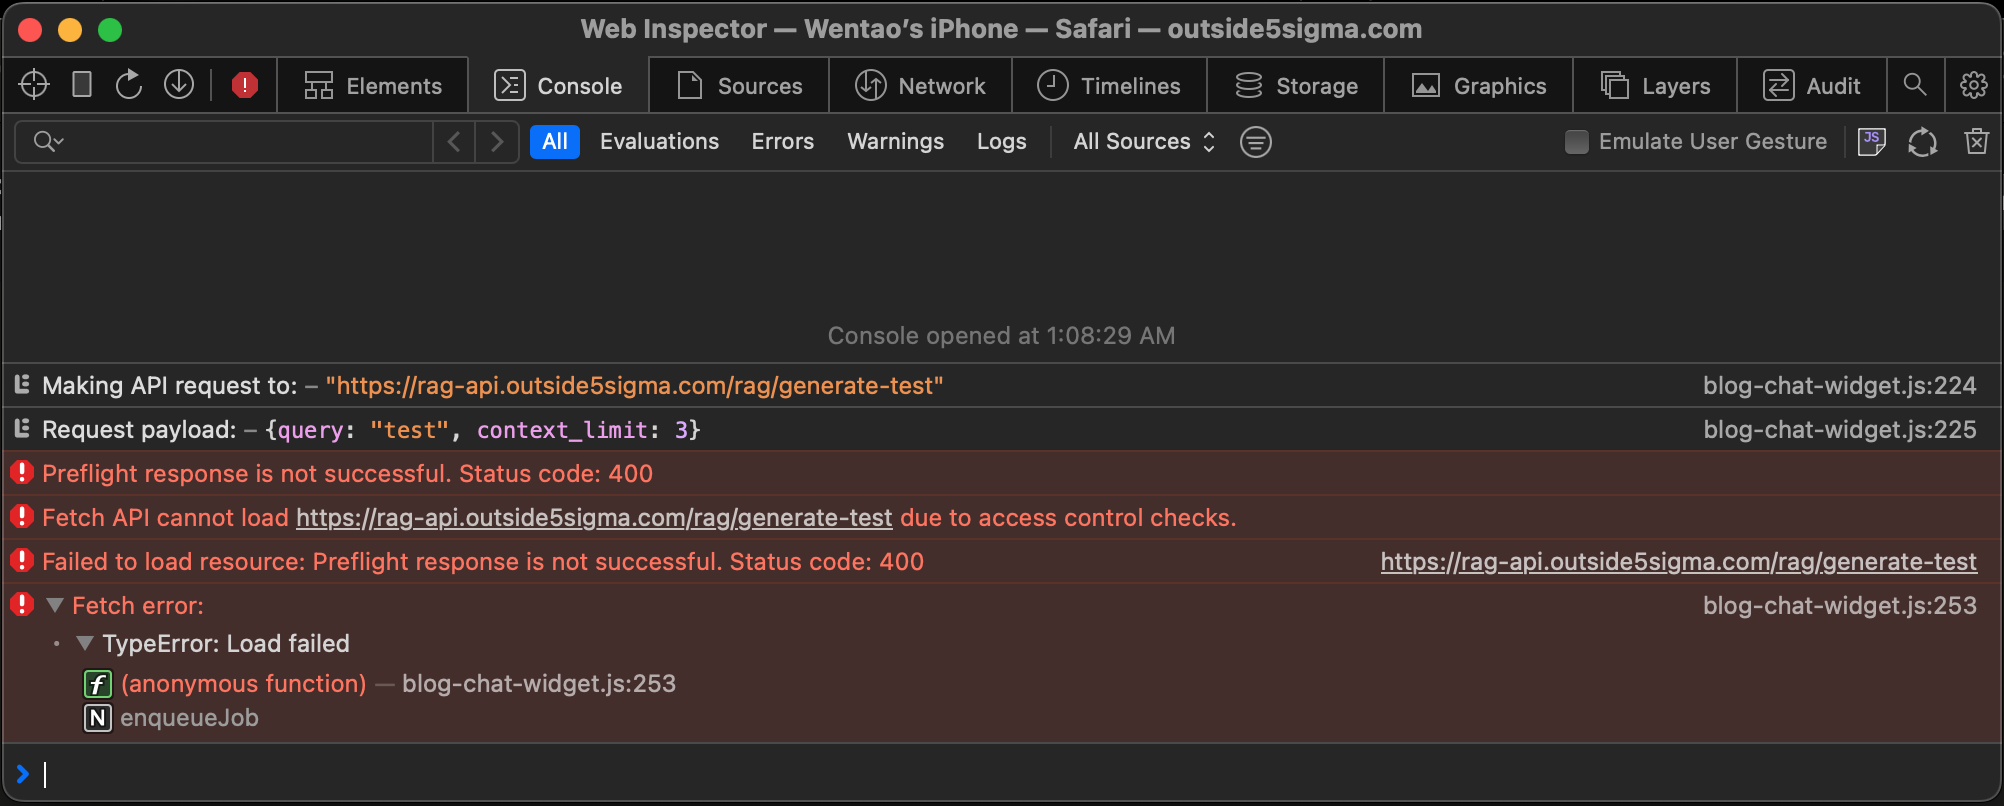 Web Inspector — Wentao’s iPhone — Safari — outside5sigma.com
Elements Console Sources Network Timelines Storage Graphics Layers Audit
All Evaluations Errors Warnings Logs All Sources Emulate User Gesture JS
Console opened at 1:08:29 AM
Making API request to: – "https://rag-api.outside5sigma.com/rag/generate-test" blog-chat-widget.js:224
Request payload: – {query: "test", context_limit: 3} blog-chat-widget.js:225
Preflight response is not successful. Status code: 400
Fetch API cannot load https://rag-api.outside5sigma.com/rag/generate-test due to access control checks.
Failed to load resource: Preflight response is not successful. Status code: 400 https://rag-api.outside5sigma.com/rag/generate-test
Fetch error: blog-chat-widget.js:253
TypeError: Load failed
f (anonymous function) — blog-chat-widget.js:253
N enqueueJob